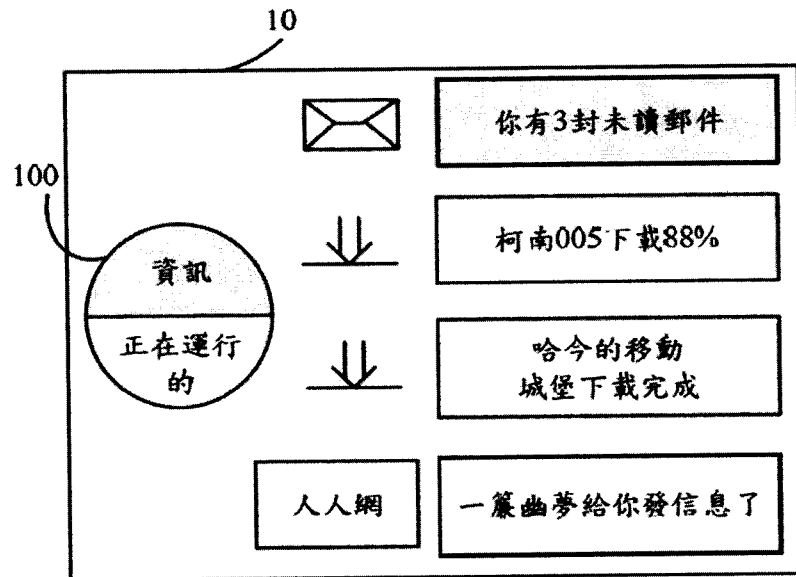 10
你有3封未讀郵件
100
柯南005下載88%
資訊
正在運行
的
哈今的移動
城堡下載完成
人人網
一簾幽夢給你發信息了